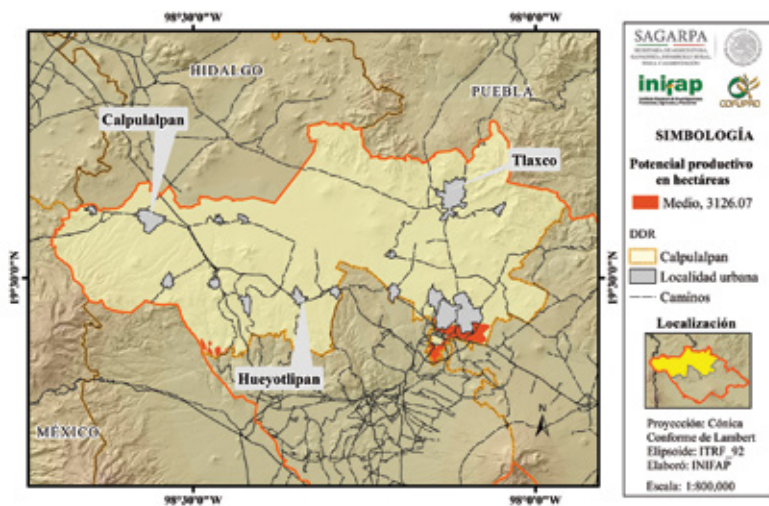 98°30'0"W
98°0'0"W
HIDALGO
PUEBLA
Calpulalpan
Tlaxco
19°30'0"N
19°30'0"N
Hueyotlipan
MÉXICO
N
98°30'0"W
98°0'0"W
SAGARPA
inifap
COFUPRO
SIMBOLOGÍA
Potencial productivo
en hectáreas
Medio, 3126.07
DDR
Calpulalpan
Localidad urbana
Caminos
Localización
Proyección: Cónica
Conforme de Lambert
Elipsoide: ITRF_92
Elaboró: INIFAP
Escala: 1:800,000